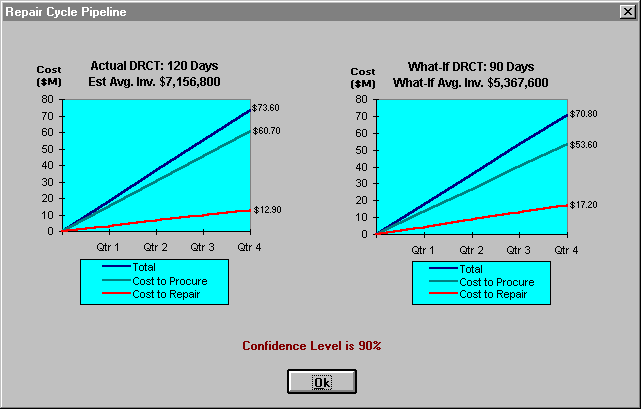 Repair Cycle Pipeline
Actual DRCT: 120 Days
Est Avg. Inv. $7,156,800
Cost
($M)
80
70
60
50
40
30
20
10
0
$73.60
$60.70
$12.90
Qtr 1 Qtr 2 Qtr 3 Qtr 4
Total
Cost to Procure
Cost to Repair
What-If DRCT: 90 Days
What-If Avg. Inv. $5,367,600
Cost
($M)
80
70
60
50
40
30
20
10
0
$70.80
$53.60
$17.20
Qtr 1 Qtr 2 Qtr 3 Qtr 4
Total
Cost to Procure
Cost to Repair
Confidence Level is 90%
Ok